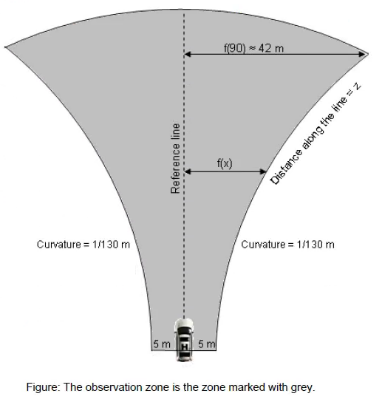 f(90) ≈ 42 m
Reference line
Distance along the line = z
f(x)
Curvature = 1/130 m
Curvature = 1/130 m
5 m
H
5 m
Figure: The observation zone is the zone marked with grey.